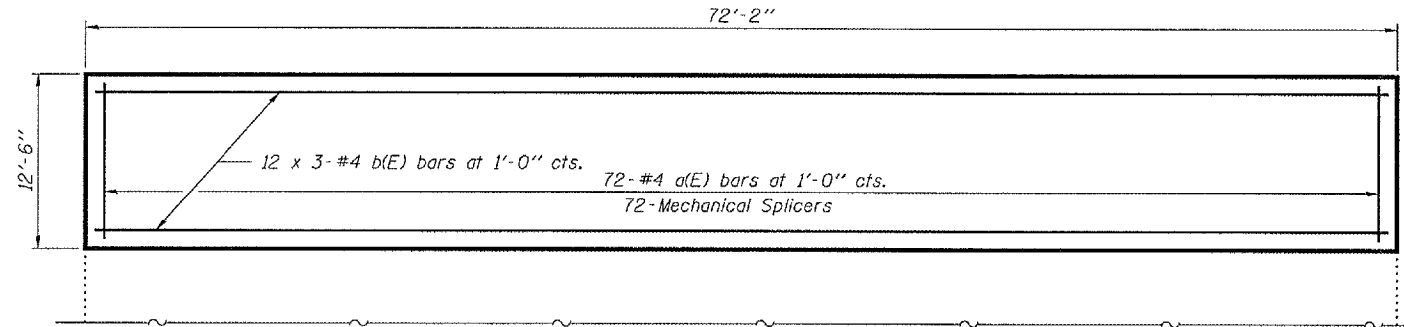 72'-2"
12'-6"
12 x 3-#4 b(E) bars at 1'-0" cts.
72-#4 a(E) bars at 1'-0" cts.
72-Mechanical Splicers